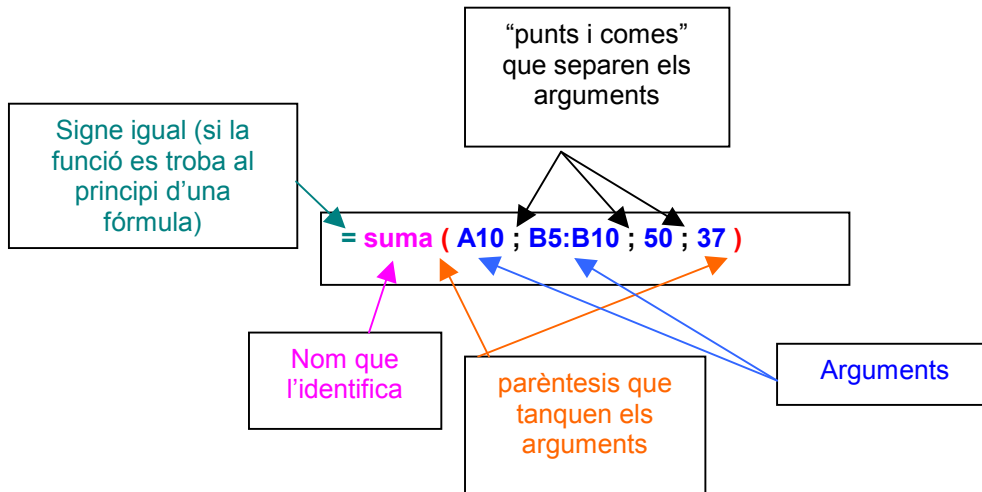 “punts i comes”
que separen els
arguments
Signe igual (si la
funció es troba al
principi d’una
fórmula)
= suma ( A10 ; B5:B10 ; 50 ; 37 )
Nom que
l’identifica
parèntesis que
tanquen els
arguments
Arguments